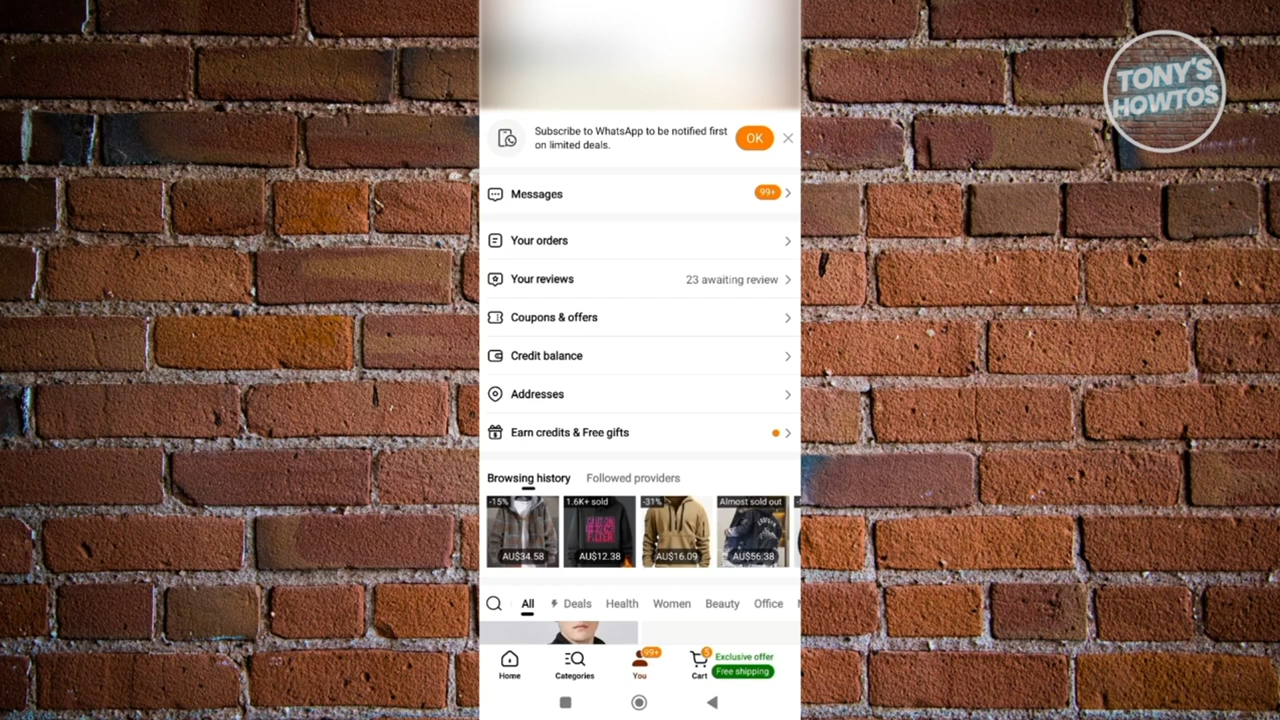 TONY'S
HOWTOS
Subscribe to WhatsApp to be notified first
on limited deals.
OK
Messages
99+
Your orders
Your reviews
23 awaiting review
Coupons & offers
Credit balance
Addresses
Earn credits & Free gifts
Browsing history
Followed providers
-15%
1.6K+ sold
-31%
Almost sold out
AU$34.58
AU$12.38
AU$16.09
AU$56.38
All
Deals
Health
Women
Beauty
Office
99+
5
Exclusive offer
Free shipping
Home
Categories
You
Cart